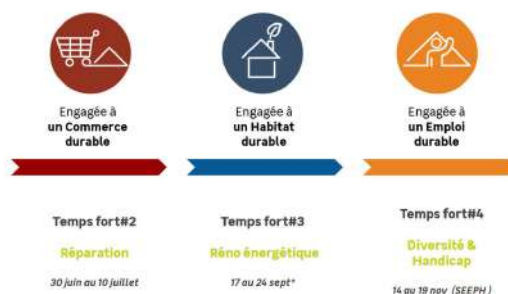 Engagée à
un Commerce
durable
Engagée à
un Habitat
durable
Engagée à
un Emploi
durable
Temps fort#2
Réparation
30 juin au 10 juillet
Temps fort#3
Réno énergétique
17 au 24 sept*
Temps fort#4
Diversité &
Handicap
14 au 19 nov (SEEPH )